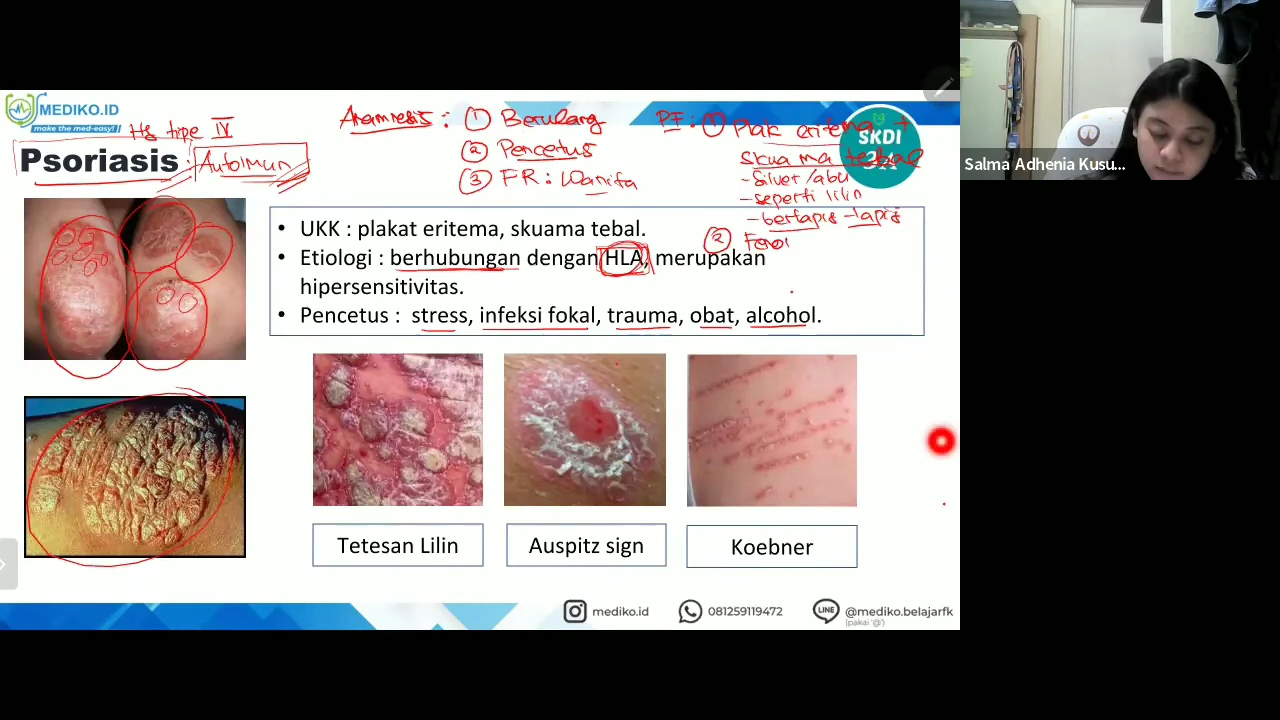 MEDIKO.ID
make the med-easy!
Hs tipe IV
Psoriasis : Autoimun
Anamnesis : ① Berulang
② Pencetus
③ FR : Wanita
PF : ① Plak eritema +
skuama tebal
- Silver/abu
- seperti lilin
- berlapis-lapis
②
SKDI
3A
Salma Adhenia Kusu...
• UKK : plakat eritema, skuama tebal.
• Etiologi : berhubungan dengan HLA, merupakan
hipersensitivitas.
• Pencetus : stress, infeksi fokal, trauma, obat, alcohol.
Tetesan Lilin
Auspitz sign
Koebner
mediko.id
081259119472
LINE
@mediko.belajarfk
(pakai '@')